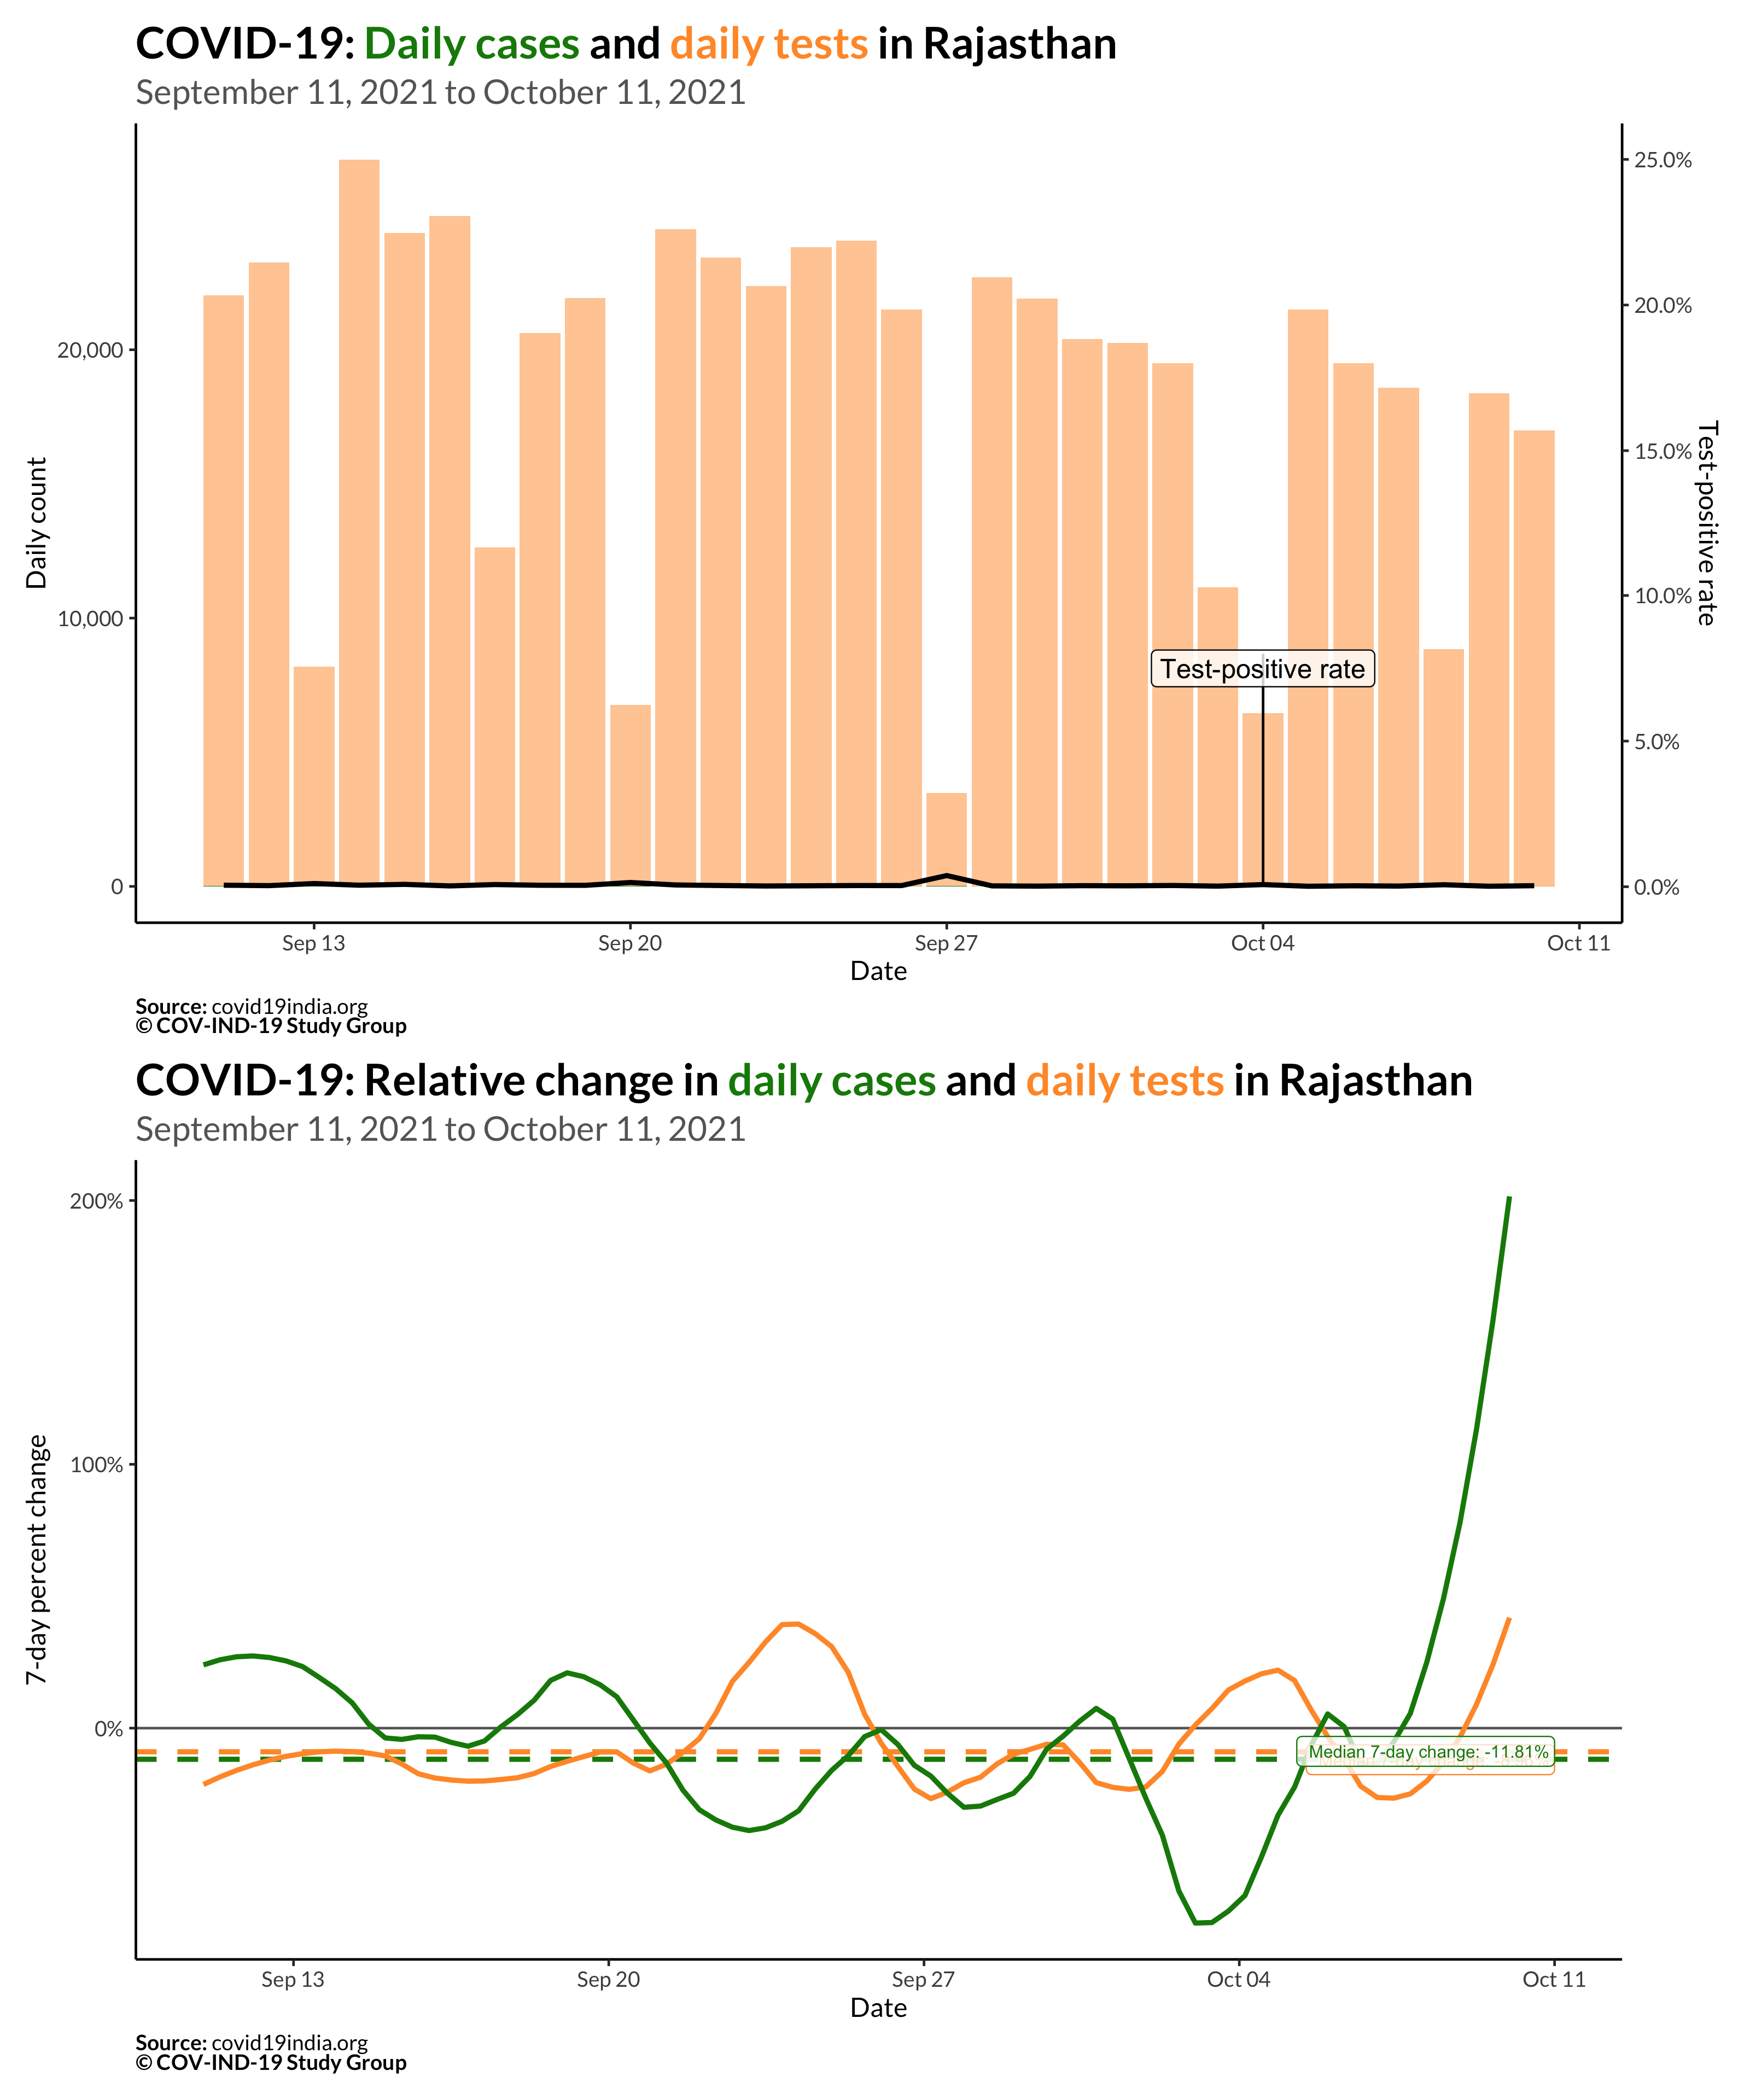 COVID-19: Daily cases and daily tests in Rajasthan
September 11, 2021 to October 11, 2021
25.0%
20.0%
20,000
15.0%
Daily count
Test-positive rate
10.0%
10,000
Test-positive rate
5.0%
0
0.0%
Sep 13
Sep 20
Sep 27
Oct 04
Oct 11
Date
Source: covid19india.org
© COV-IND-19 Study Group
COVID-19: Relative change in daily cases and daily tests in Rajasthan
September 11, 2021 to October 11, 2021
200%
7-day percent change
100%
0%
Median 7-day change: -11.81%
Sep 13
Sep 20
Sep 27
Oct 04
Oct 11
Date
Source: covid19india.org
© COV-IND-19 Study Group